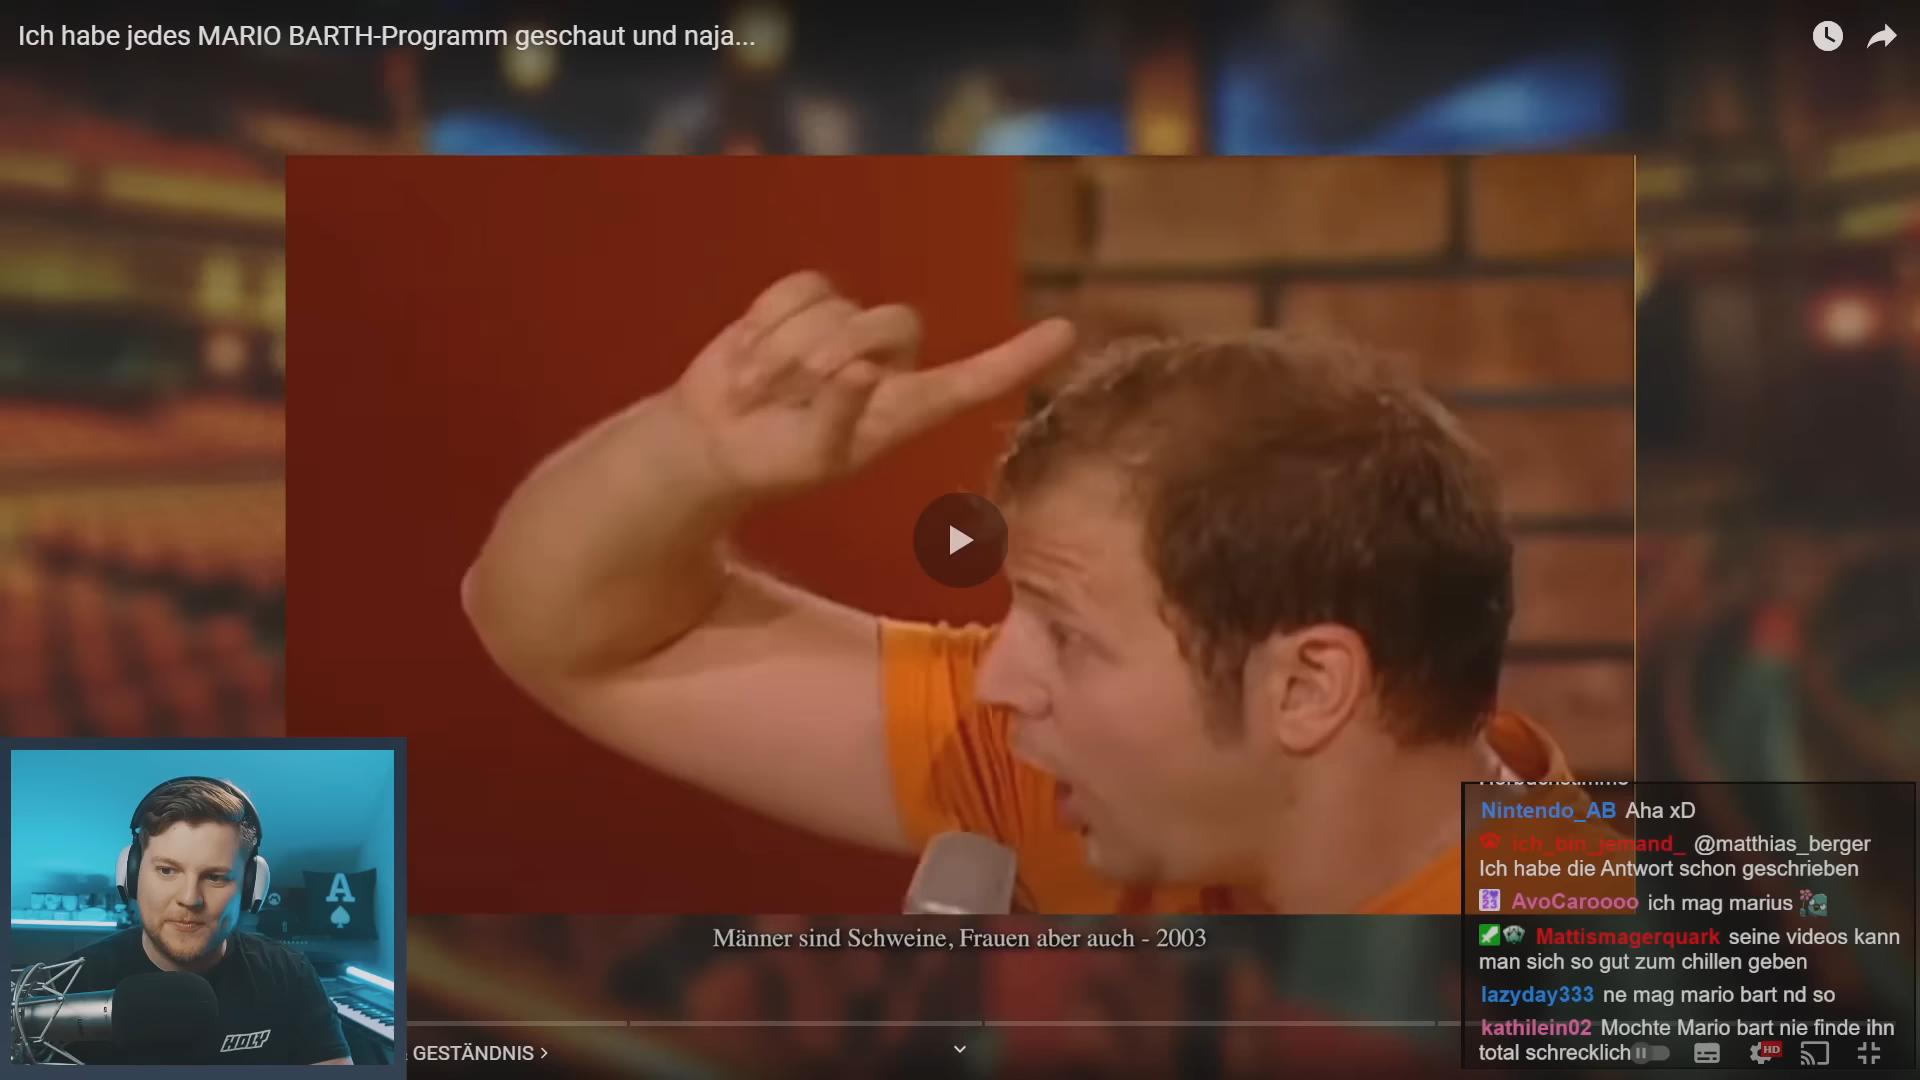 Ich habe jedes MARIO BARTH-Programm geschaut und naja...
A
HOLY
Männer sind Schweine, Frauen aber auch - 2003
GESTÄNDNIS
Nintendo_AB Aha xD
ich_bin_jemand_ @matthias_berger
Ich habe die Antwort schon geschrieben
AvoCaroooo ich mag marius
Mattismagerquark seine videos kann
man sich so gut zum chillen geben
lazyday333 ne mag mario bart nd so
kathilein02 Mochte Mario bart nie finde ihn
total schrecklich
HD